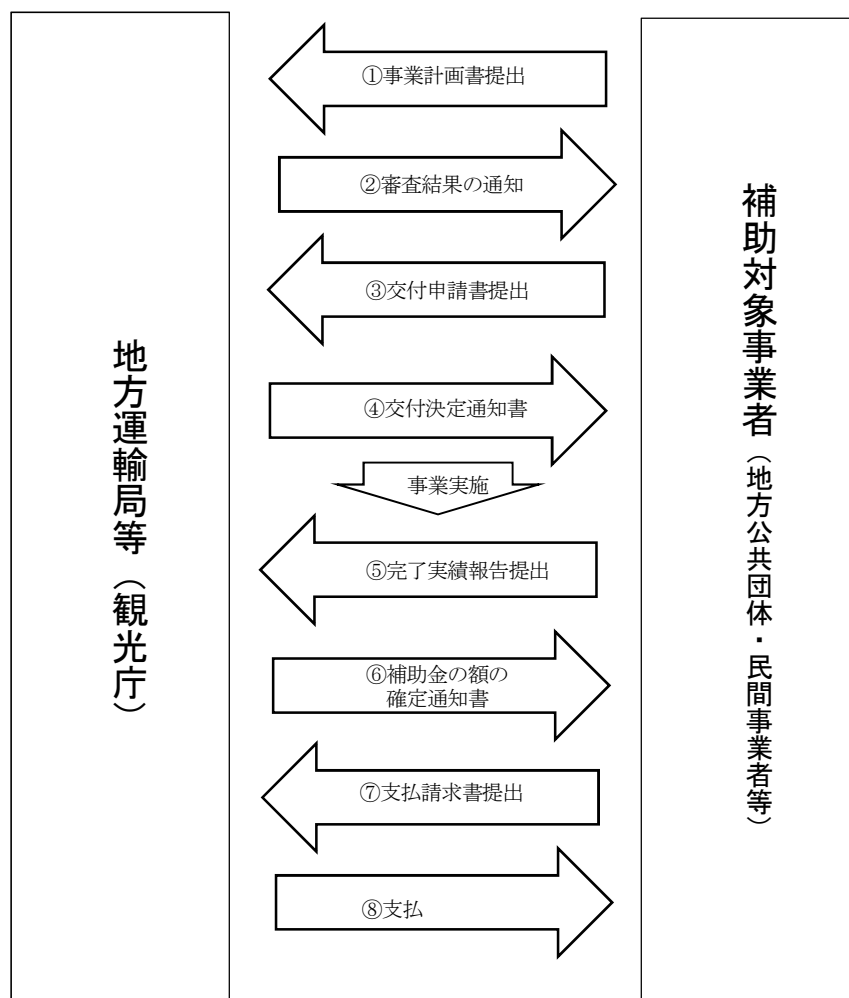 地方運輸局等（観光庁）
①事業計画書提出
②審査結果の通知
③交付申請書提出
④交付決定通知書
事業実施
⑤完了実績報告提出
⑥補助金の額の
確定通知書
⑦支払請求書提出
⑧支払
補助対象事業者（地方公共団体・民間事業者等）